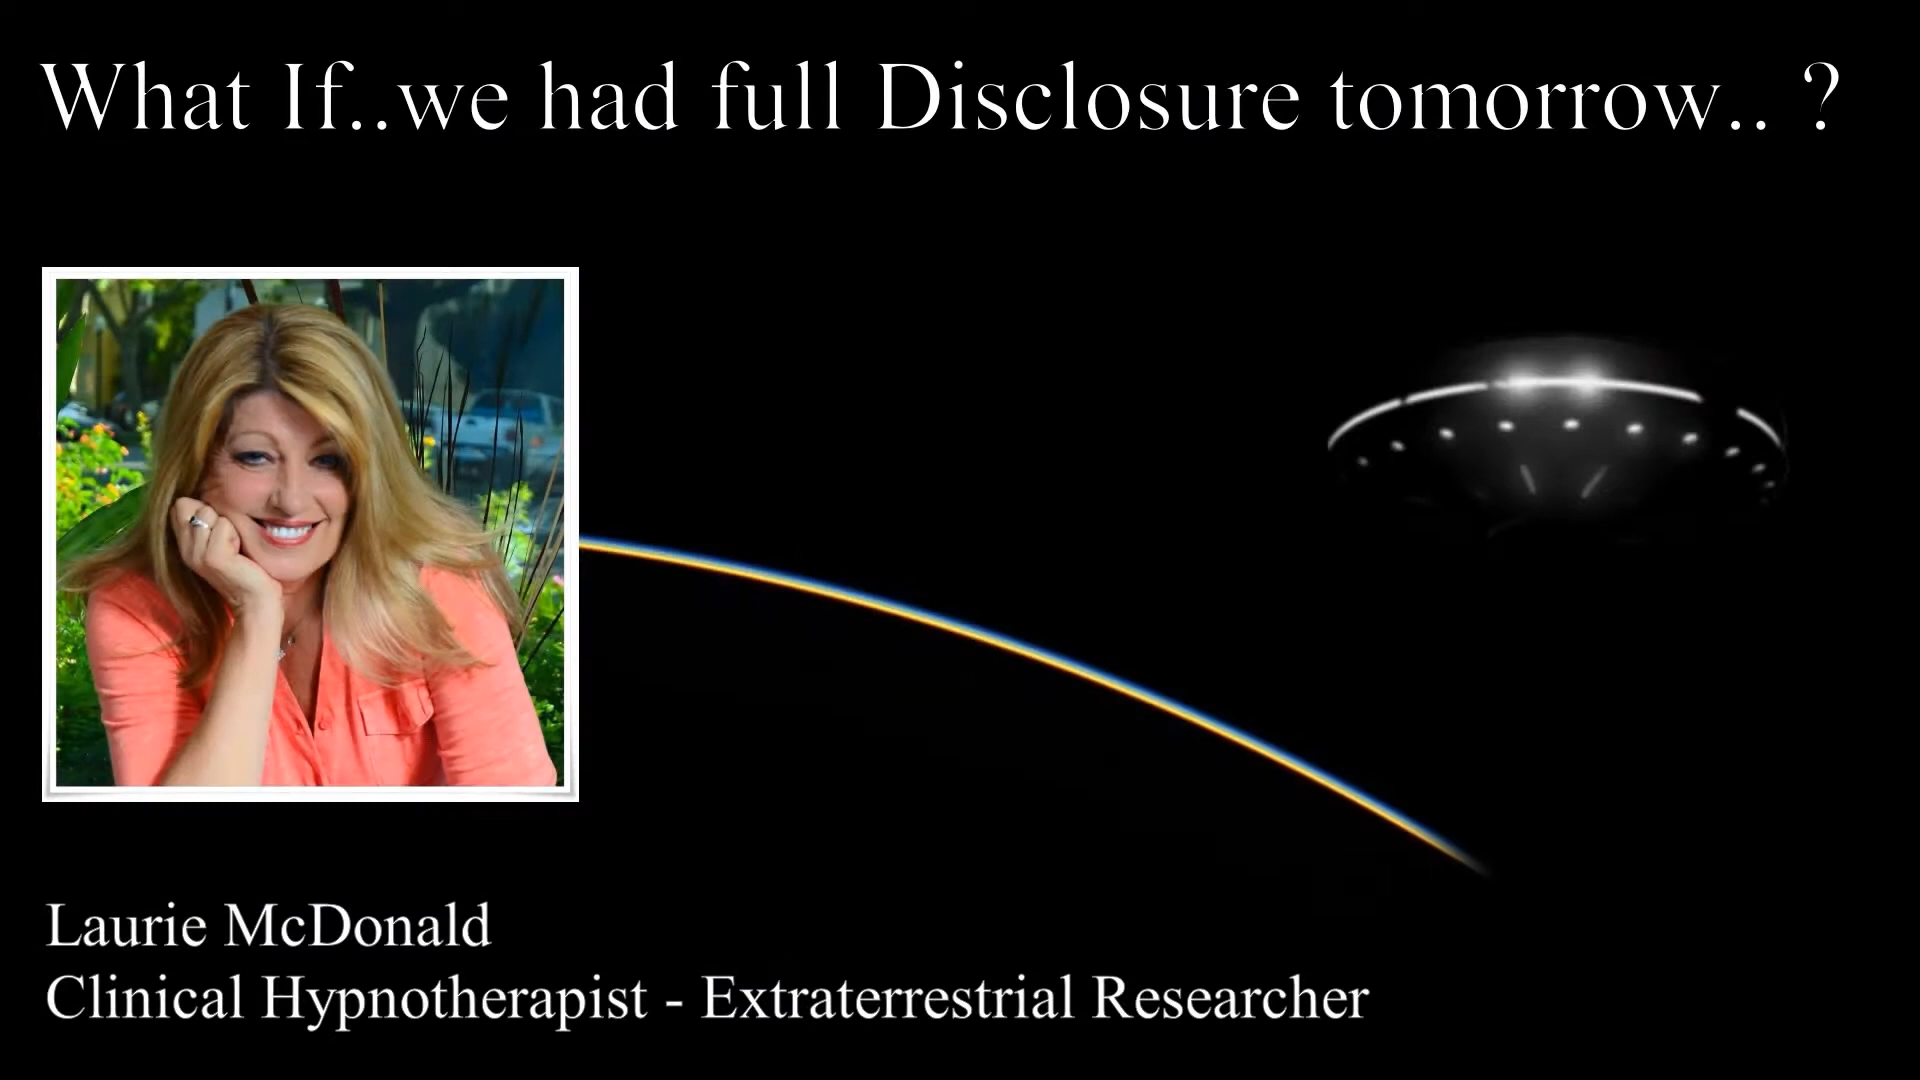 What If..we had full Disclosure tomorrow.. ?
Laurie McDonald
Clinical Hypnotherapist - Extraterrestrial Researcher